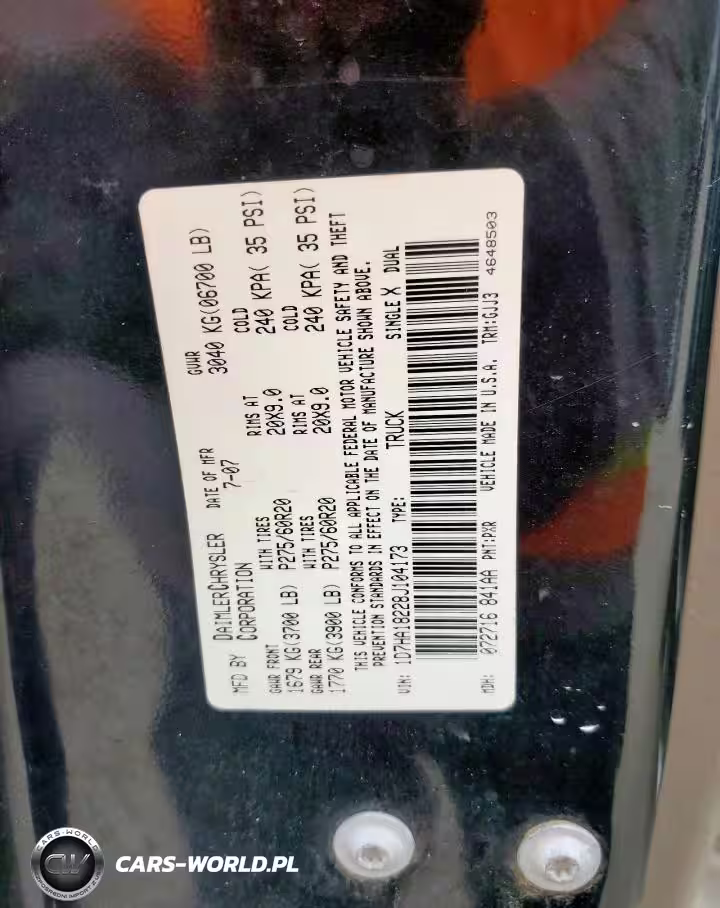 MFD BY DAIMLERCHRYSLER CORPORATION DATE OF MFR 7-07 GVWR 3040 KG(06700 LB)
GAWR FRONT WITH TIRES RIMS AT COLD
1679 KG(3700 LB) P275/60R20 20X9.0 240 KPA( 35 PSI)
GAWR REAR WITH TIRES RIMS AT COLD
1770 KG(3900 LB) P275/60R20 20X9.0 240 KPA( 35 PSI)
THIS VEHICLE CONFORMS TO ALL APPLICABLE FEDERAL MOTOR VEHICLE SAFETY AND THEFT
PREVENTION STANDARDS IN EFFECT ON THE DATE OF MANUFACTURE SHOWN ABOVE.
VIN: 1D7HA18228J104173 TYPE: TRUCK SINGLE X DUAL
MDH: 072716 841AA PNT:PXR VEHICLE MADE IN U.S.A. TRM:GJJ3 4648503
CARS-WORLD
CW
CARS-WORLD.PL